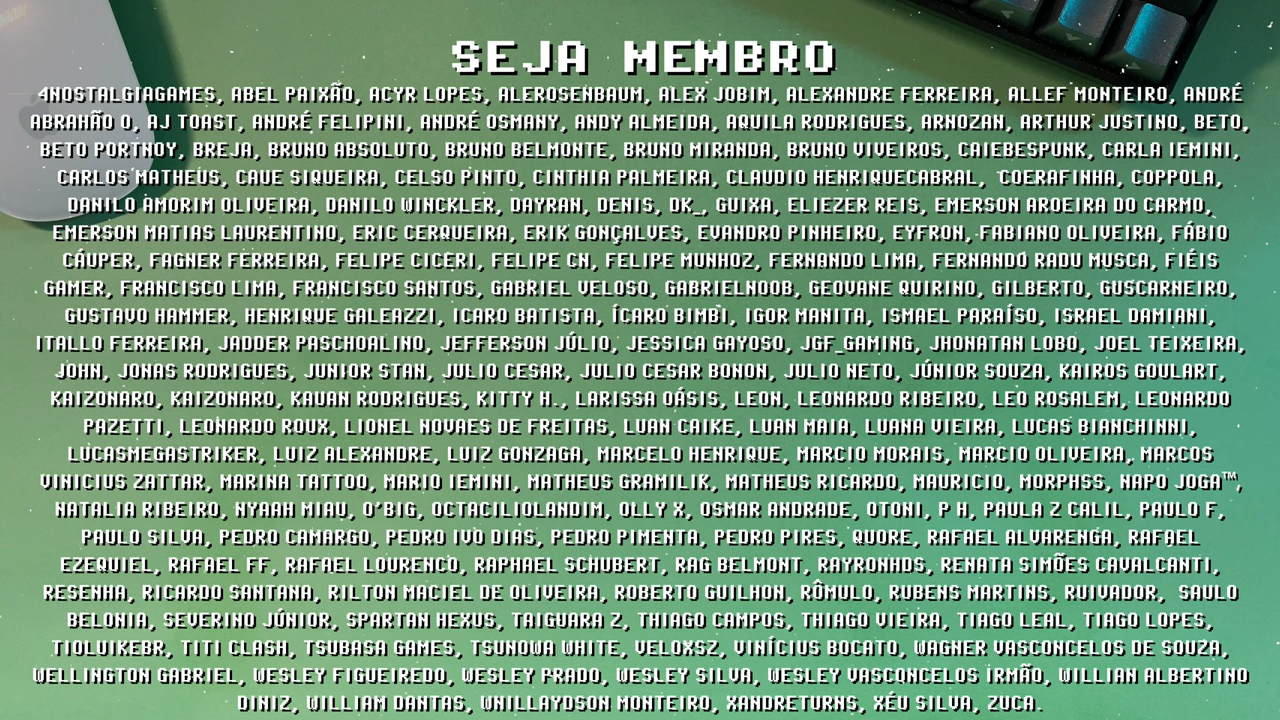 SEJA MEMBRO
4NOSTALGIAGAMES, ABEL PAIXÃO, ACYR LOPES, ALEROSENBAUM, ALEX JOBIM, ALEXANDRE FERREIRA, ALLEF MONTEIRO, ANDRÉ
ABRAHÃO O, AJ TOAST, ANDRÉ FELIPINI, ANDRÉ OSMANY, ANDY ALMEIDA, AQUILA RODRIGUES, ARNOZAN, ARTHUR JUSTINO, BETO,
BETO PORTNOY, BREJA, BRUNO ABSOLUTO, BRUNO BELMONTE, BRUNO MIRANDA, BRUNO VIVEIROS, CAIEBESPUNK, CARLA IEMINI,
CARLOS MATHEUS, CAUE SIQUEIRA, CELSO PINTO, CINTHIA PALMEIRA, CLAUDIO HENRIQUECABRAL, COERAFINHA, COPPOLA,
DANILO AMORIM OLIVEIRA, DANILO WINCKLER, DAYRAN, DENIS, DK_, GUIXA, ELIEZER REIS, EMERSON AROEIRA DO CARMO,
EMERSON MATIAS LAURENTINO, ERIC CERQUEIRA, ERIK GONÇALVES, EVANDRO PINHEIRO, EYFRON, FABIANO OLIVEIRA, FÁBIO
CÁUPER, FAGNER FERREIRA, FELIPE CICERI, FELIPE CN, FELIPE MUNHOZ, FERNANDO LIMA, FERNANDO RADU MUSCA, FIÉIS
GAMER, FRANCISCO LIMA, FRANCISCO SANTOS, GABRIEL VELOSO, GABRIELNOOB, GEOVANE QUIRINO, GILBERTO, GUSCARNEIRO,
GUSTAVO HAMMER, HENRIQUE GALEAZZI, ICARO BATISTA, ÍCARO BIMBI, IGOR MANITA, ISMAEL PARAÍSO, ISRAEL DAMIANI,
ITALLO FERREIRA, JADDER PASCHOALINO, JEFFERSON JÚLIO, JESSICA GAYOSO, JGF_GAMING, JHONATAN LOBO, JOEL TEIXEIRA,
JOHN, JONAS RODRIGUES, JUNIOR STAN, JULIO CESAR, JULIO CESAR BONON, JULIO NETO, JÚNIOR SOUZA, KAIROS GOULART,
KAIZONARO, KAIZONARO, KAUAN RODRIGUES, KITTY H., LARISSA OÁSIS, LEON, LEONARDO RIBEIRO, LEO ROSALEM, LEONARDO
PAZETTI, LEONARDO ROUX, LIONEL NOVAES DE FREITAS, LUAN CAIKE, LUAN MAIA, LUANA VIEIRA, LUCAS BIANCHINNI,
LUCASMEGASTRIKER, LUIZ ALEXANDRE, LUIZ GONZAGA, MARCELO HENRIQUE, MARCIO MORAIS, MARCIO OLIVEIRA, MARCOS
VINICIUS ZATTAR, MARINA TATTOO, MARIO IEMINI, MATHEUS GRAMILIK, MATHEUS RICARDO, MAURICIO, MORPHSS, NAPO JOGA™,
NATALIA RIBEIRO, NYAAH MIAU, O'BIG, OCTACILIOLANDIM, OLLY X, OSMAR ANDRADE, OTONI, P H, PAULA Z CALIL, PAULO F,
PAULO SILVA, PEDRO CAMARGO, PEDRO IVO DIAS, PEDRO PIMENTA, PEDRO PIRES, QUORE, RAFAEL ALVARENGA, RAFAEL
EZEQUIEL, RAFAEL FF, RAFAEL LOURENCO, RAPHAEL SCHUBERT, RAG BELMONT, RAYRONHDS, RENATA SIMÕES CAVALCANTI,
RESENHA, RICARDO SANTANA, RILTON MACIEL DE OLIVEIRA, ROBERTO GUILHON, RÔMULO, RUBENS MARTINS, RUIVADOR, SAULO
BELONIA, SEVERINO JÚNIOR, SPARTAN HEXUS, TAIGUARA Z, THIAGO CAMPOS, THIAGO VIEIRA, TIAGO LEAL, TIAGO LOPES,
TIOLUIKEBR, TITI CLASH, TSUBASA GAMES, TSUNOWA WHITE, VELOXSZ, VINÍCIUS BOCATO, WAGNER VASCONCELOS DE SOUZA,
WELLINGTON GABRIEL, WESLEY FIGUEIREDO, WESLEY PRADO, WESLEY SILVA, WESLEY VASCONCELOS IRMÃO, WILLIAN ALBERTINO
DINIZ, WILLIAM DANTAS, WNILLAYDSON MONTEIRO, XANDRETURNS, XÉU SILVA, ZUCA.